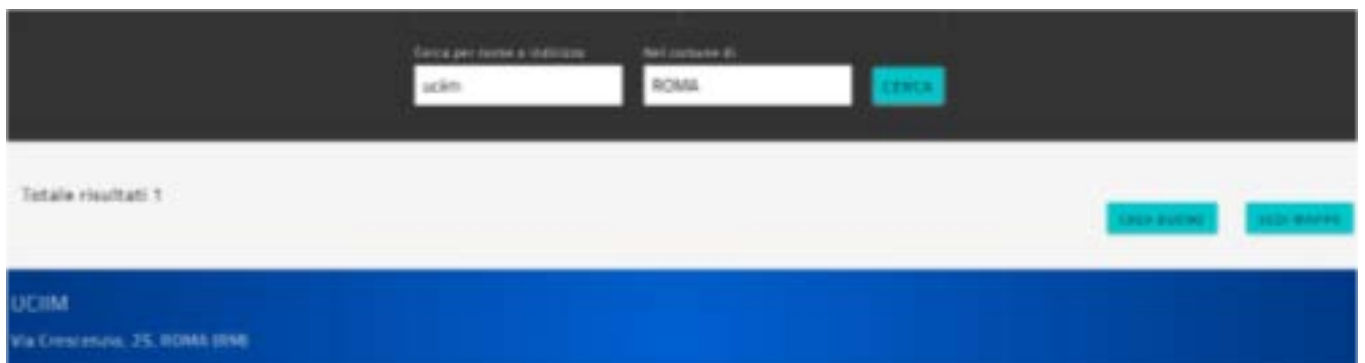 Cerca per nome o indirizzo
Nel comune di
uciim
ROMA
CERCA
Totale risultati 1
UCIIM
Via Crescenzio, 25, ROMA (RM)